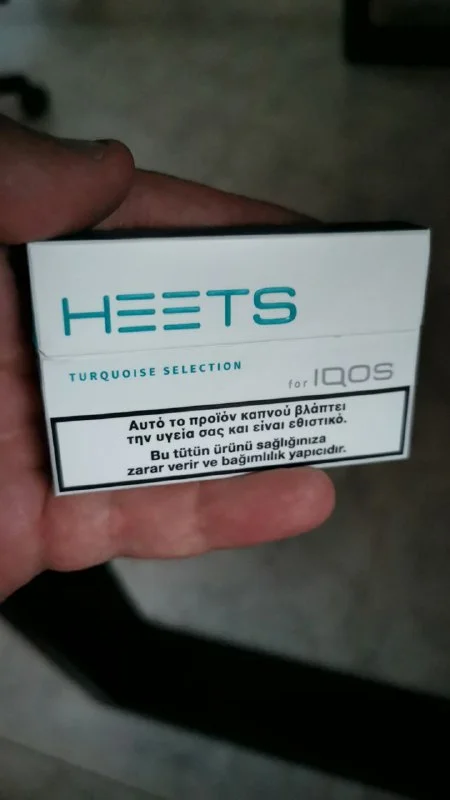 HEETS
TURQUOISE SELECTION
for IQOS
Αυτό το προϊόν καπνού βλάπτει
την υγεία σας και είναι εθιστικό.
Bu tütün ürünü sağlığınıza
zarar verir ve bağımlılık yapıcıdır.